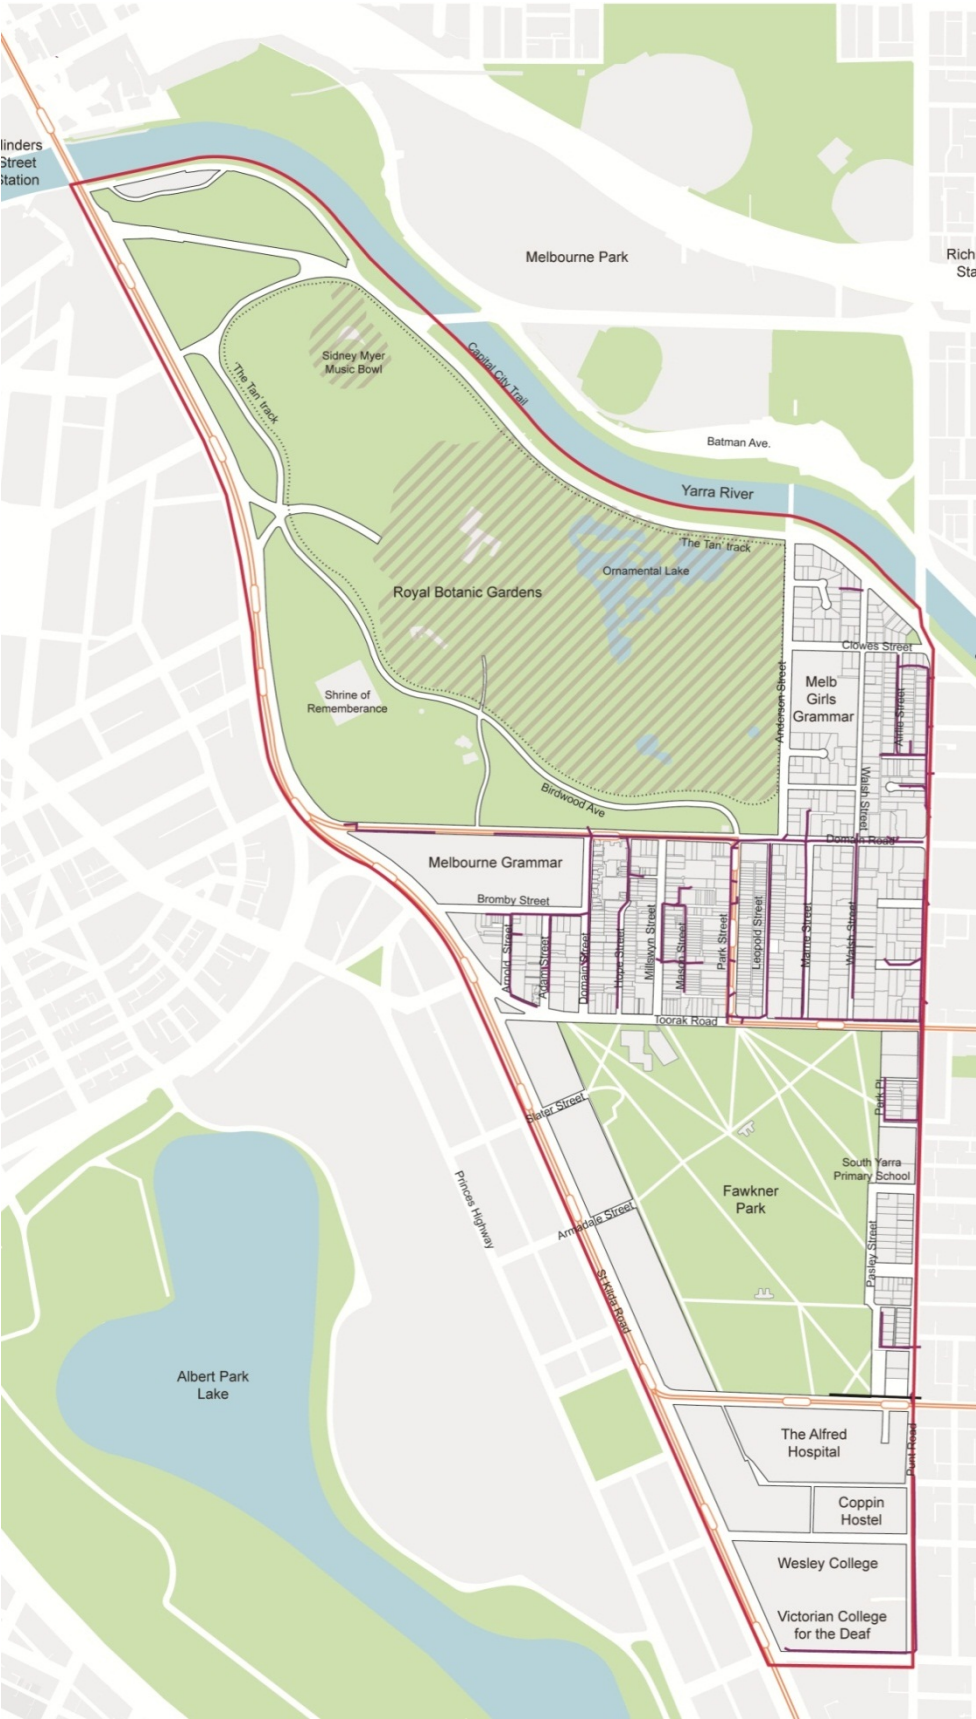 linders
Street
Station
Melbourne Park
Rich
Sta
Sidney Myer
Music Bowl
Capital City Trail
'The Tan' track
Batman Ave.
Yarra River
'The Tan' track
Ornamental Lake
Royal Botanic Gardens
Clowes Street
Melb
Girls
Grammar
Anderson Street
Airlie Street
Shrine of
Rememberance
Walsh Street
Birdwood Ave
Domain Road
Melbourne Grammar
Bromby Street
Arnold Street
Adam Street
Domain Street
Hope Street
Millswyn Street
Mason Street
Park Street
Leopold Street
Marne Street
Walsh Street
Toorak Road
Slater Street
Park Pl.
South Yarra
Primary School
Princes Highway
Fawkner
Park
Armadale Street
Pasley Street
St Kilda Road
Albert Park
Lake
The Alfred
Hospital
Punt Road
Coppin
Hostel
Wesley College
Victorian College
for the Deaf